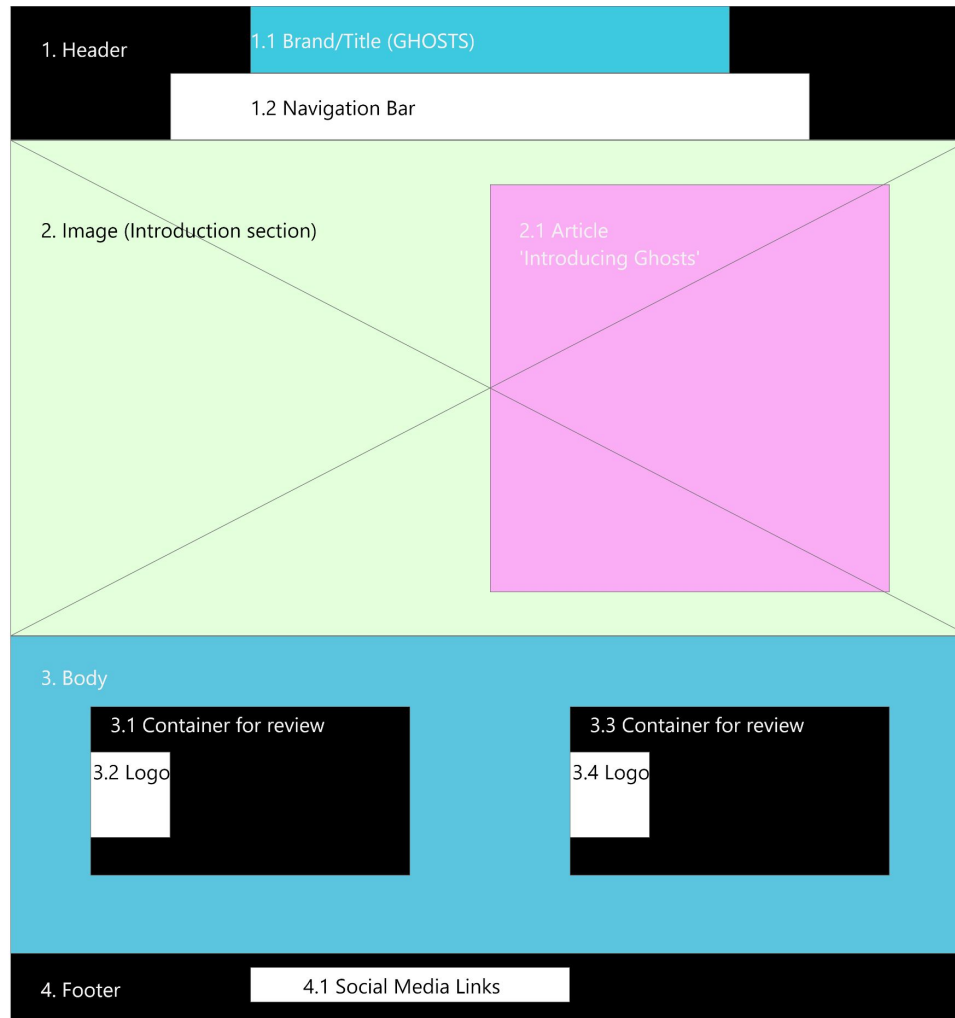 1. Header
1.1 Brand/Title (GHOSTS)
1.2 Navigation Bar
2. Image (Introduction section)
2.1 Article
'Introducing Ghosts'
3. Body
3.1 Container for review
3.2 Logo
3.3 Container for review
3.4 Logo
4. Footer
4.1 Social Media Links